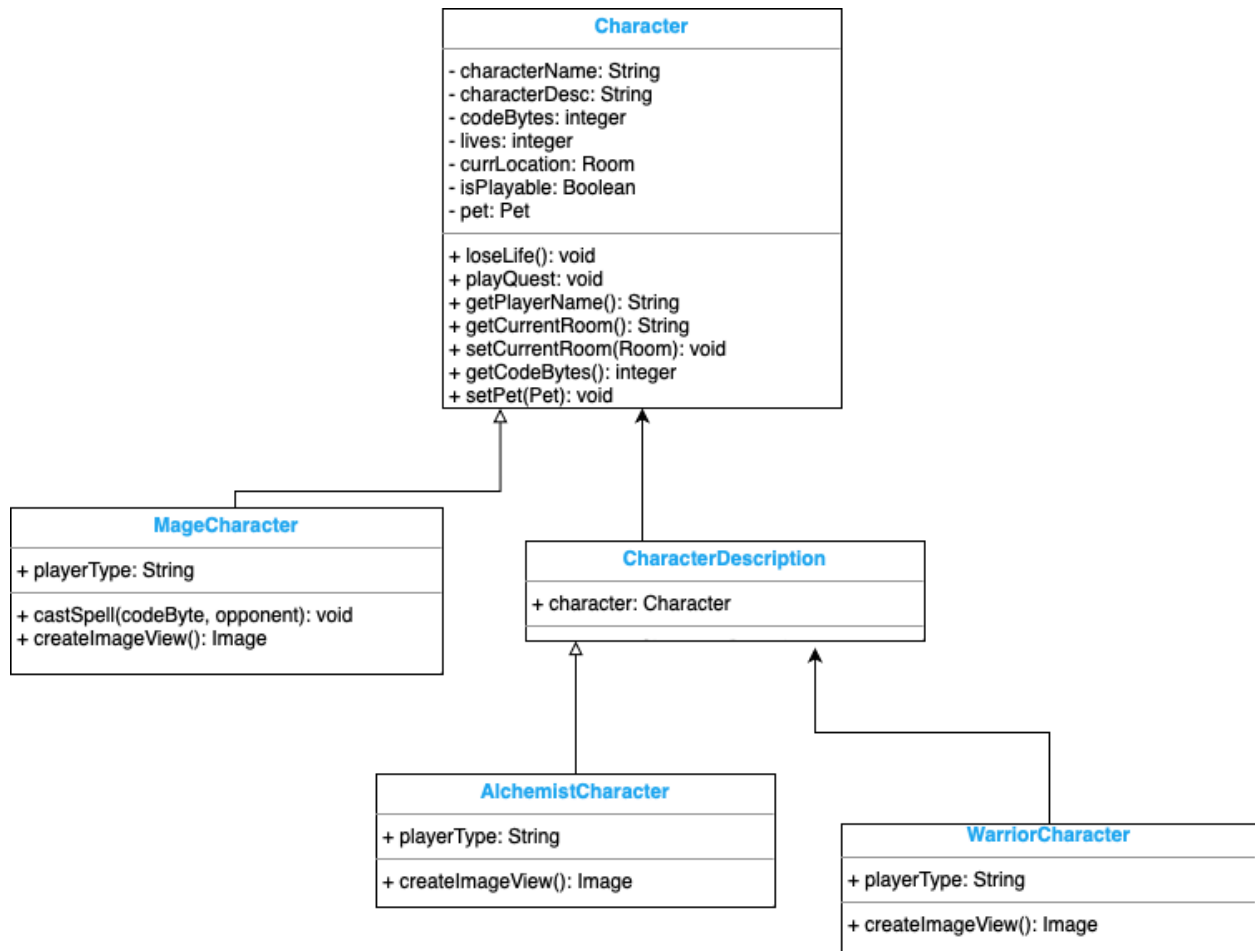 Character
- characterName: String
- characterDesc: String
- codeBytes: integer
- lives: integer
- currLocation: Room
- isPlayable: Boolean
- pet: Pet
+ loseLife(): void
+ playQuest: void
+ getPlayerName(): String
+ getCurrentRoom(): String
+ setCurrentRoom(Room): void
+ getCodeBytes(): integer
+ setPet(Pet): void
MageCharacter
+ playerType: String
+ castSpell(codeByte, opponent): void
+ createImageView(): Image
CharacterDescription
+ character: Character
AlchemistCharacter
+ playerType: String
+ createImageView(): Image
WarriorCharacter
+ playerType: String
+ createImageView(): Image